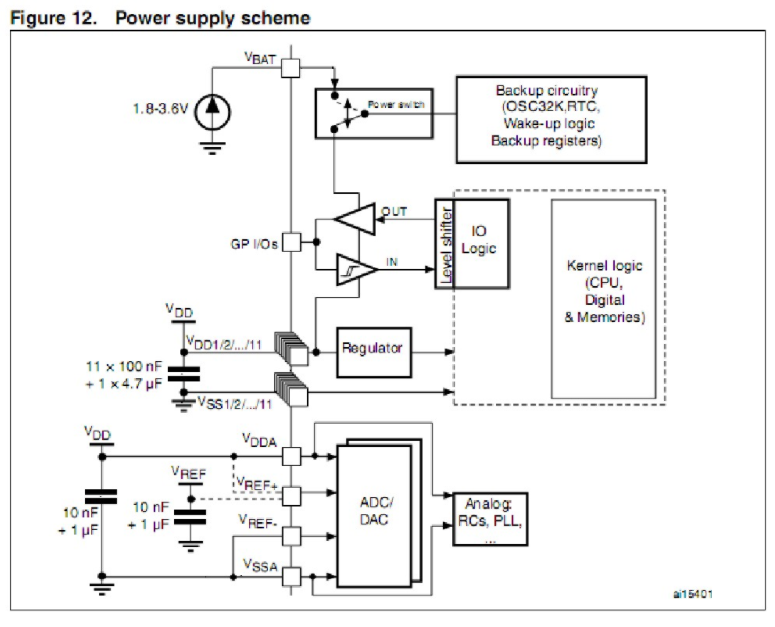 Figure 12. Power supply scheme
VBAT
1.8-3.6V
Power switch
Backup circuitry
(OSC32K,RTC,
Wake-up logic
Backup registers)
GP I/Os
OUT
IN
Level shifter
IO
Logic
Kernel logic
(CPU,
Digital
& Memories)
VDD
VDD1/2/.../11
Regulator
11 × 100 nF
+ 1 × 4.7 µF
VSS1/2/.../11
VDD
VDDA
VREF
VREF+
10 nF
+ 1 µF
10 nF
+ 1 µF
VREF-
ADC/
DAC
Analog:
RCs, PLL,
...
VSSA
ai15401